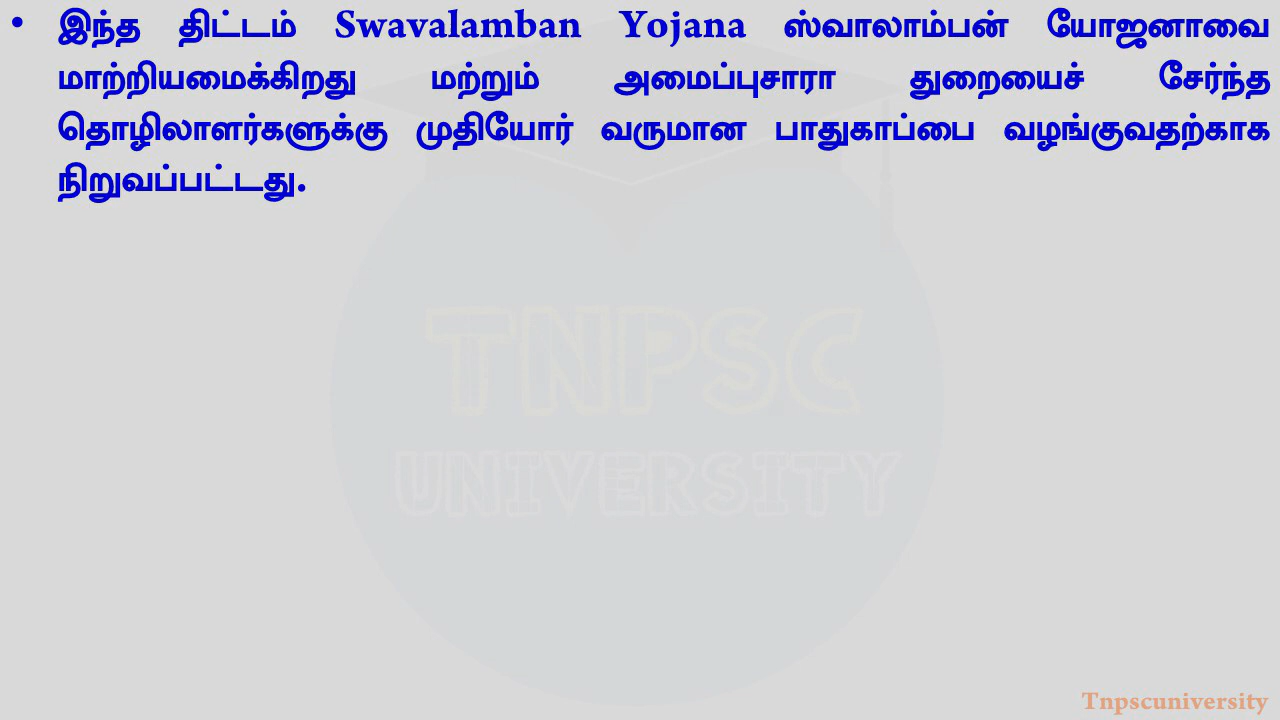 • இந்த திட்டம் Swavalamban Yojana ஸ்வாலாம்பன் யோஜனாவை
மாற்றியமைக்கிறது மற்றும் அமைப்புசாரா துறையைச் சேர்ந்த
தொழிலாளர்களுக்கு முதியோர் வருமான பாதுகாப்பை வழங்குவதற்காக
நிறுவப்பட்டது.
TNPSC
UNIVERSITY
Tnpscuniversity